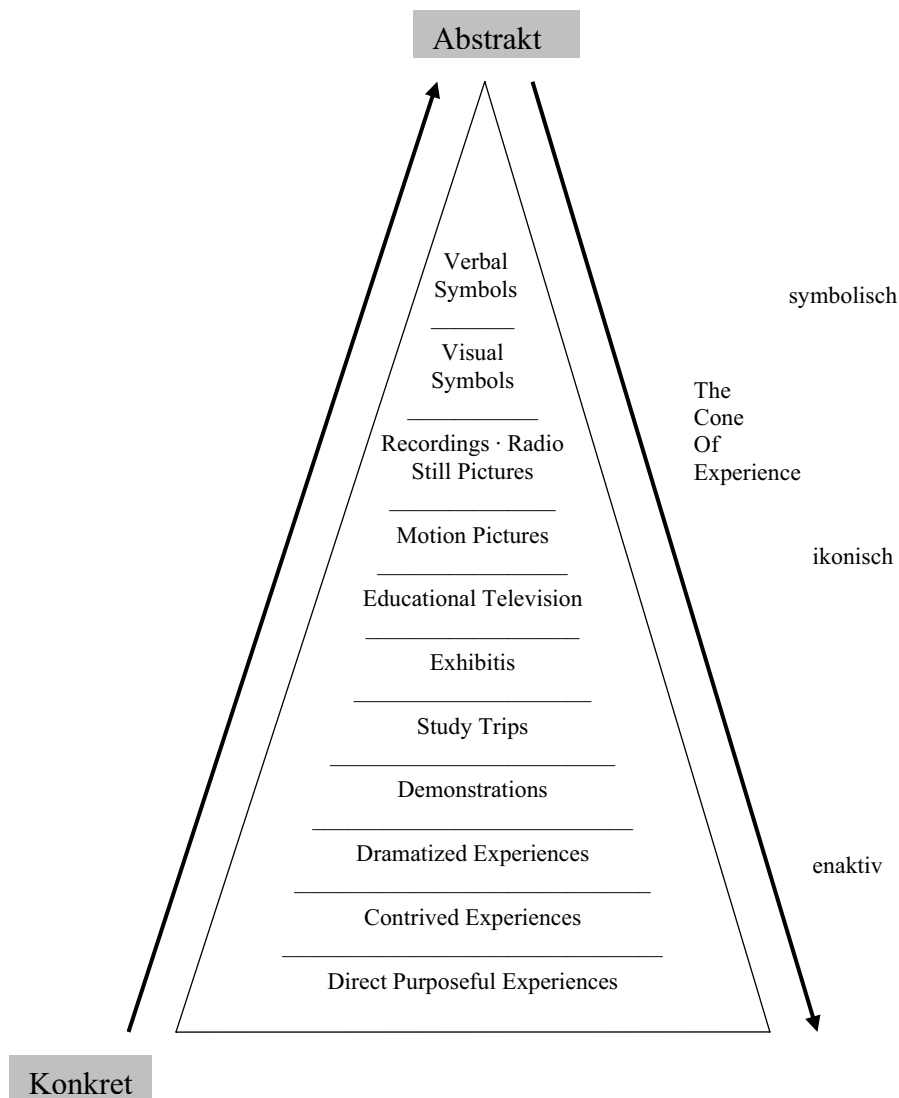 Abstrakt
Verbal
Symbols
symbolisch
Visual
Symbols
The
Cone
Of
Experience
Recordings · Radio
Still Pictures
Motion Pictures
ikonisch
Educational Television
Exhibitis
Study Trips
Demonstrations
Dramatized Experiences
enaktiv
Contrived Experiences
Direct Purposeful Experiences
Konkret